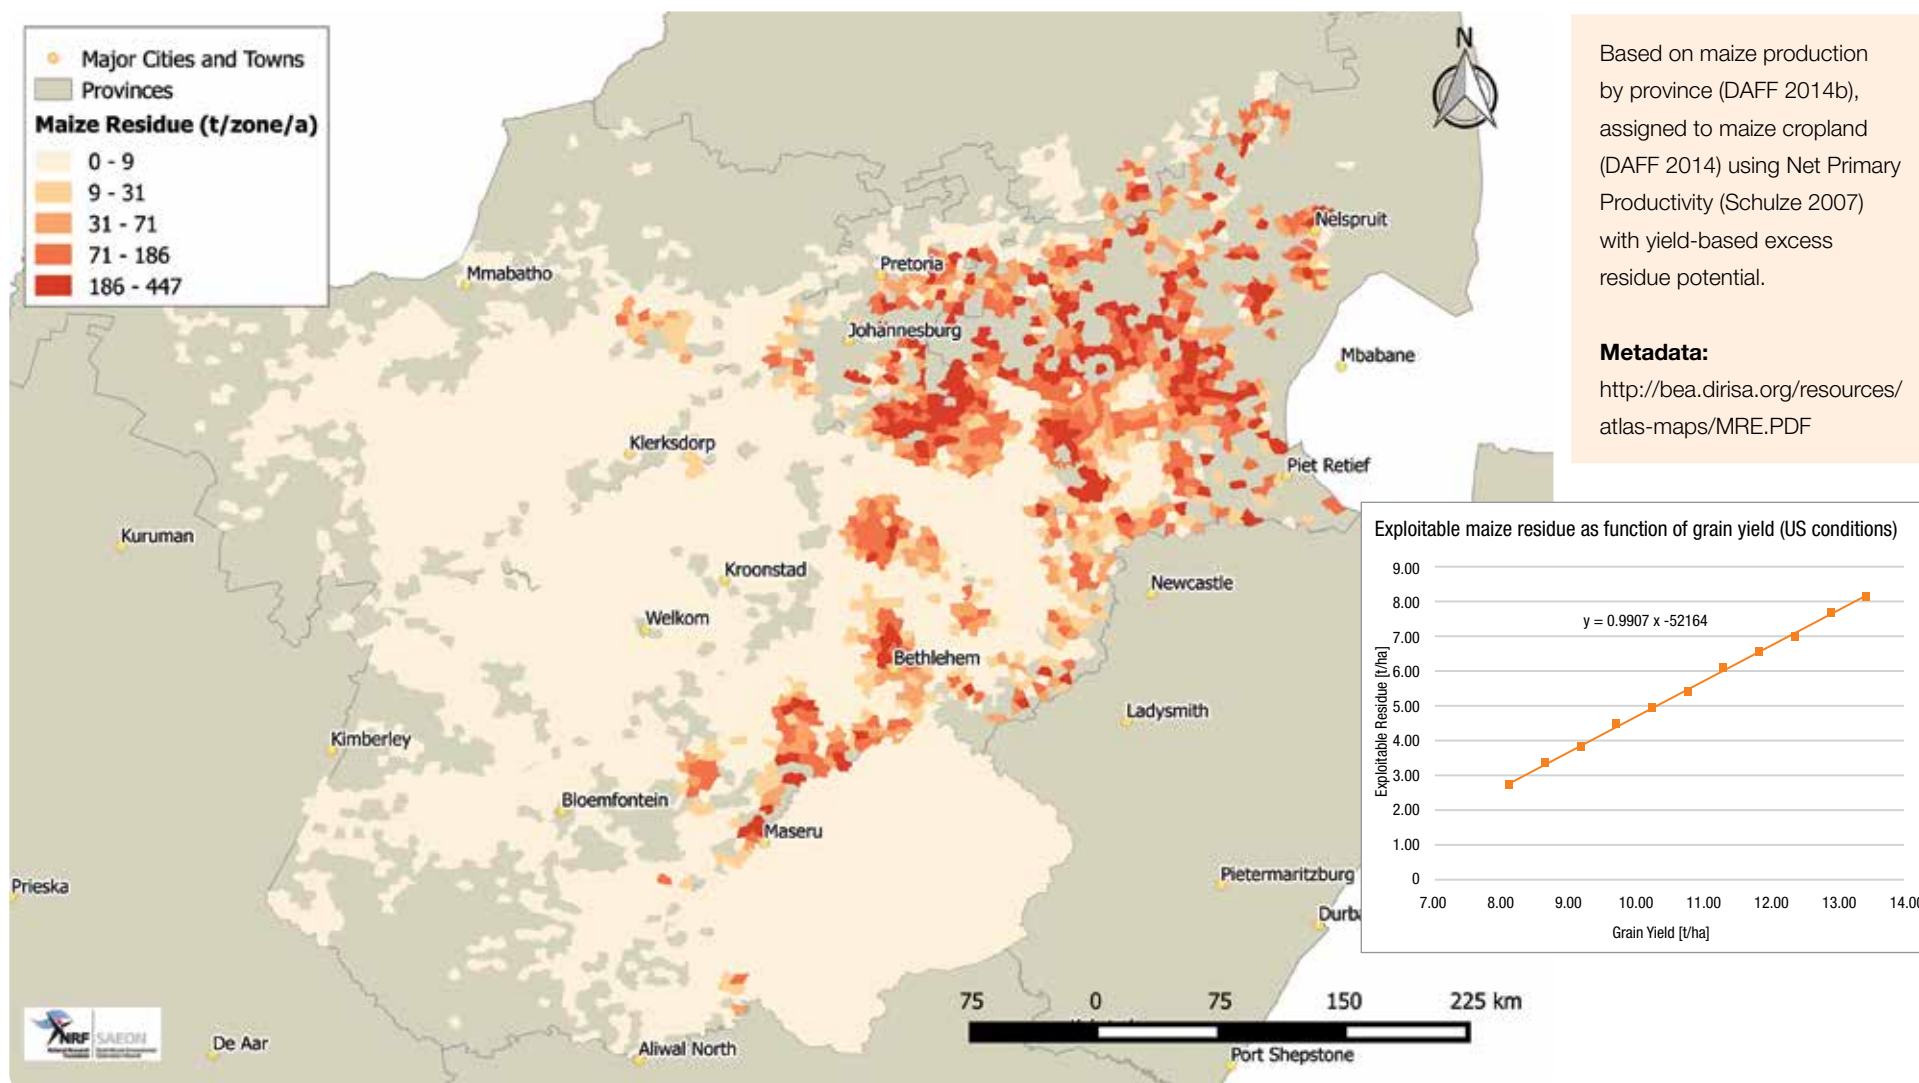 Major Cities and Towns
Provinces
Maize Residue (t/zone/a)
0 - 9
9 - 31
31 - 71
71 - 186
186 - 447
N
Mmabatho
Pretoria
Nelspruit
Johannesburg
Mbabane
Klerksdorp
Piet Retief
Kuruman
Kroonstad
Newcastle
Welkom
Bethlehem
Ladysmith
Kimberley
Bloemfontein
Maseru
Prieska
Pietermaritzburg
De Aar
Aliwal North
Port Shepstone
75 0 75 150 225 km
NRF SAEON
Based on maize production
by province (DAFF 2014b),
assigned to maize cropland
(DAFF 2014) using Net Primary
Productivity (Schulze 2007)
with yield-based excess
residue potential.
Metadata:
http://bea.dirisa.org/resources/
atlas-maps/MRE.PDF
Exploitable maize residue as function of grain yield (US conditions)
Exploitable Residue [t/ha]
9.00
8.00
7.00
6.00
5.00
4.00
3.00
2.00
1.00
0
y = 0.9907 x -52164
7.00 8.00 9.00 10.00 11.00 12.00 13.00 14.00
Grain Yield [t/ha]